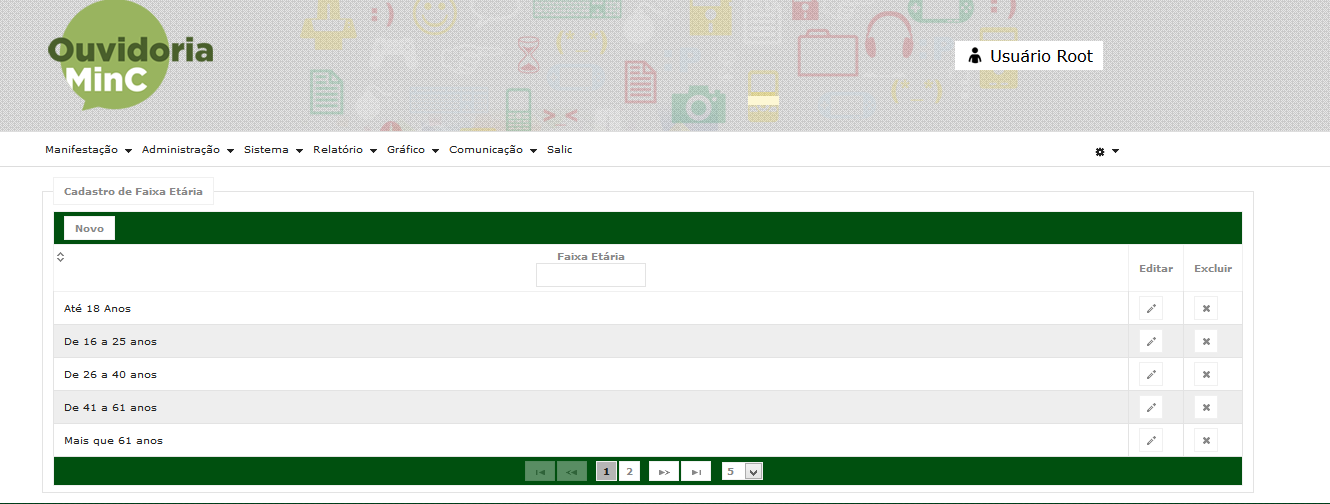 Ouvidoria
MinC
Usuário Root
Manifestação Administração Sistema Relatório Gráfico Comunicação Salic
Cadastro de Faixa Etária
Novo
Faixa Etária Editar Excluir
Até 18 Anos
De 16 a 25 anos
De 26 a 40 anos
De 41 a 61 anos
Mais que 61 anos
1 2 5